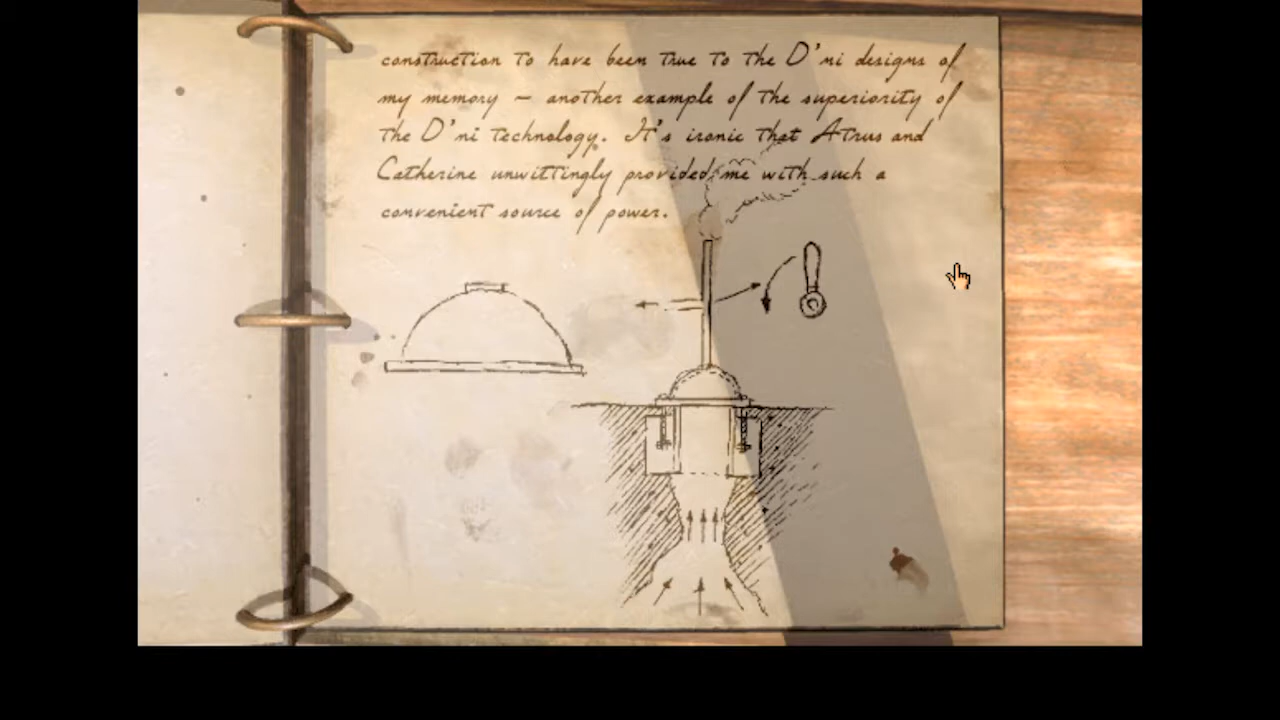 construction to have been true to the D'ni designs of
my memory – another example of the superiority of
the D'ni technology. It's ironic that Atrus and
Catherine unwittingly provided me with such a
convenient source of power.